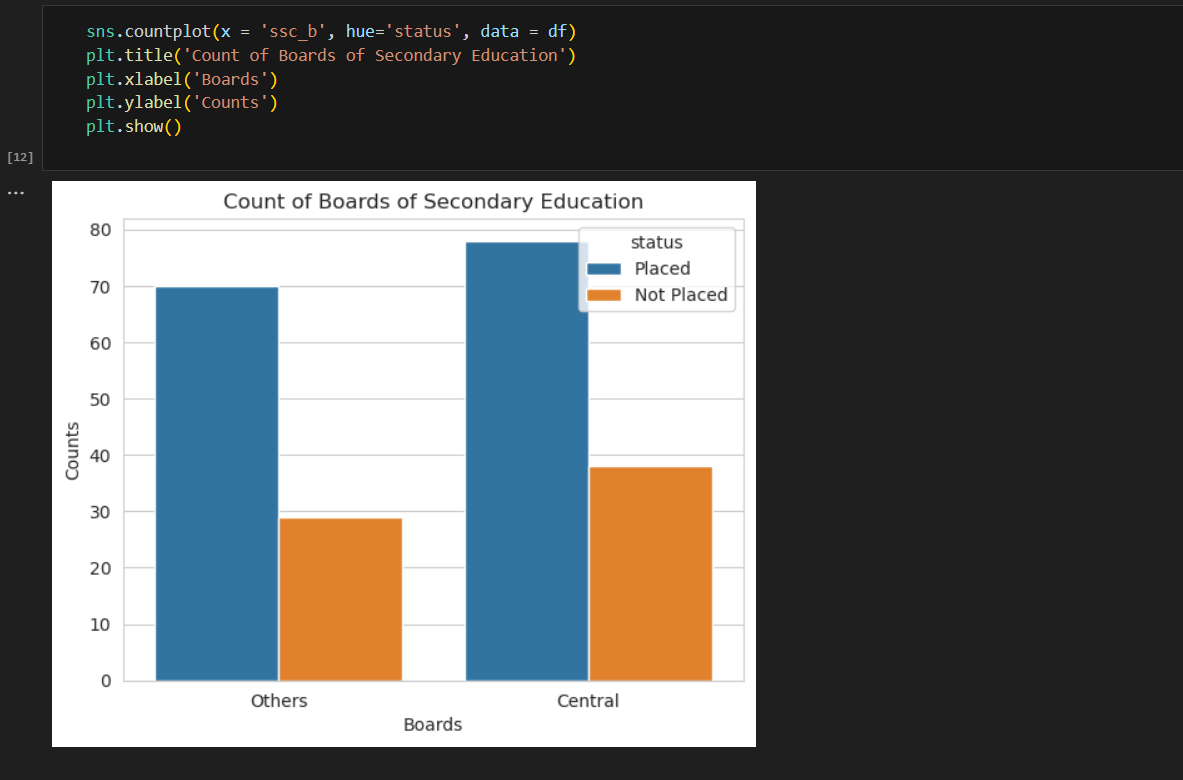 sns.countplot(x = 'ssc_b', hue='status', data = df)
plt.title('Count of Boards of Secondary Education')
plt.xlabel('Boards')
plt.ylabel('Counts')
plt.show()
[12]
...
Count of Boards of Secondary Education
status
Placed
Not Placed
80
70
60
50
40
30
20
10
0
Counts
Others Central
Boards